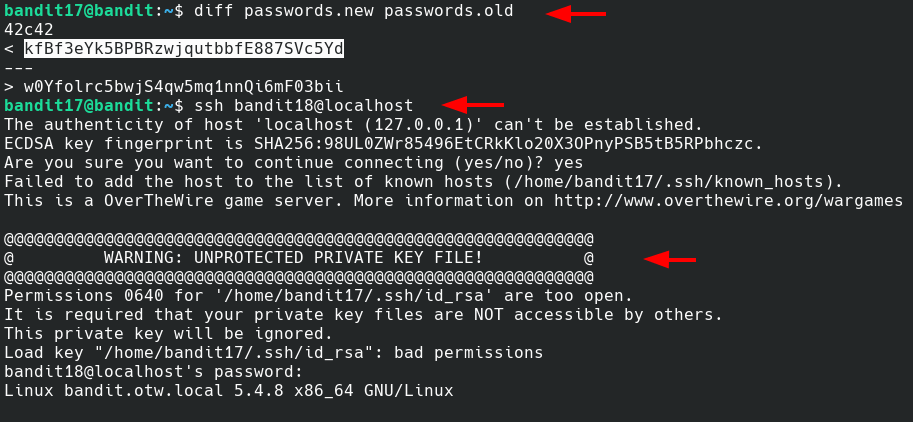 bandit17@bandit:~$ diff passwords.new passwords.old
42c42
< kfBf3eYk5BPBRzwjqutbbfE887SVc5Yd
---
> w0Yfolrc5bwjS4qw5mq1nnQi6mF03bii
bandit17@bandit:~$ ssh bandit18@localhost
The authenticity of host 'localhost (127.0.0.1)' can't be established.
ECDSA key fingerprint is SHA256:98UL0ZWr85496EtCRkKlo20X3OPnyPSB5tB5RPbhczc.
Are you sure you want to continue connecting (yes/no)? yes
Failed to add the host to the list of known hosts (/home/bandit17/.ssh/known_hosts).
This is a OverTheWire game server. More information on http://www.overthewire.org/wargames
@@@@@@@@@@@@@@@@@@@@@@@@@@@@@@@@@@@@@@@@@@@@@@@@@@@@@@@@@@@
@         WARNING: UNPROTECTED PRIVATE KEY FILE!          @
@@@@@@@@@@@@@@@@@@@@@@@@@@@@@@@@@@@@@@@@@@@@@@@@@@@@@@@@@@@
Permissions 0640 for '/home/bandit17/.ssh/id_rsa' are too open.
It is required that your private key files are NOT accessible by others.
This private key will be ignored.
Load key "/home/bandit17/.ssh/id_rsa": bad permissions
bandit18@localhost's password:
Linux bandit.otw.local 5.4.8 x86_64 GNU/Linux